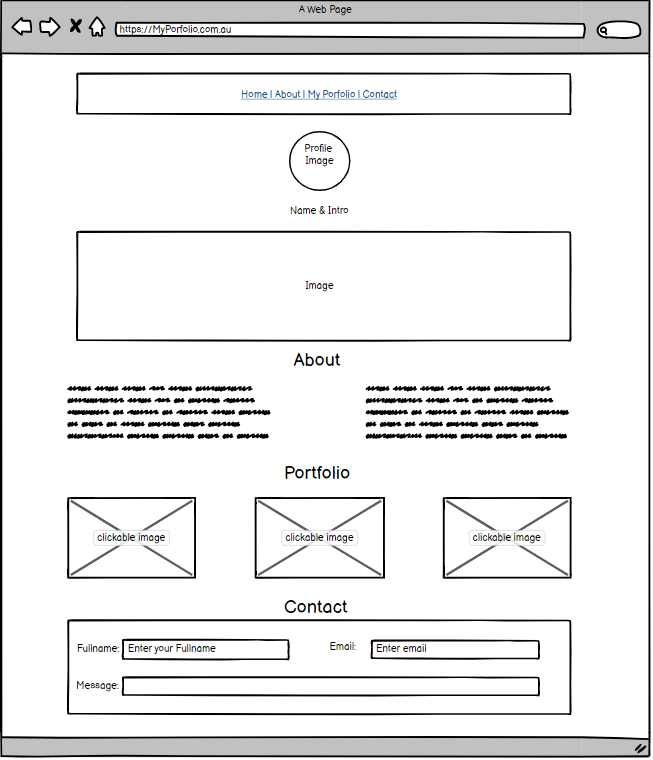 A Web Page
https://MyPorfolio.com.au
Home | About | My Porfolio | Contact
Profile
Image
Name & Intro
Image
About
Portfolio
clickable image
clickable image
clickable image
Contact
Fullname: Enter your Fullname Email: Enter email
Message: